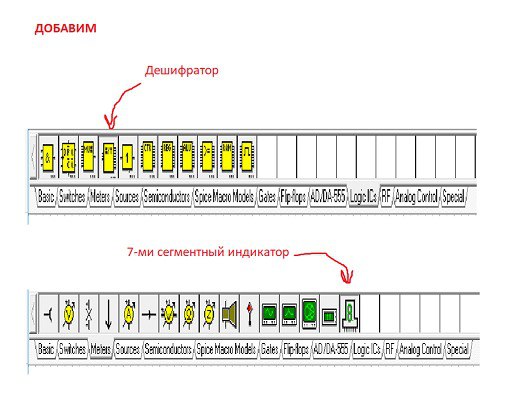 ДОБАВИМ
Дешифратор
Basic Switches Meters Sources Semiconductors Spice Macro Models Gates Flip-flops AD/DA-555 Logic ICs RF Analog Control Special
7-ми сегментный индикатор
Basic Switches Meters Sources Semiconductors Spice Macro Models Gates Flip-flops AD/DA-555 Logic ICs RF Analog Control Special